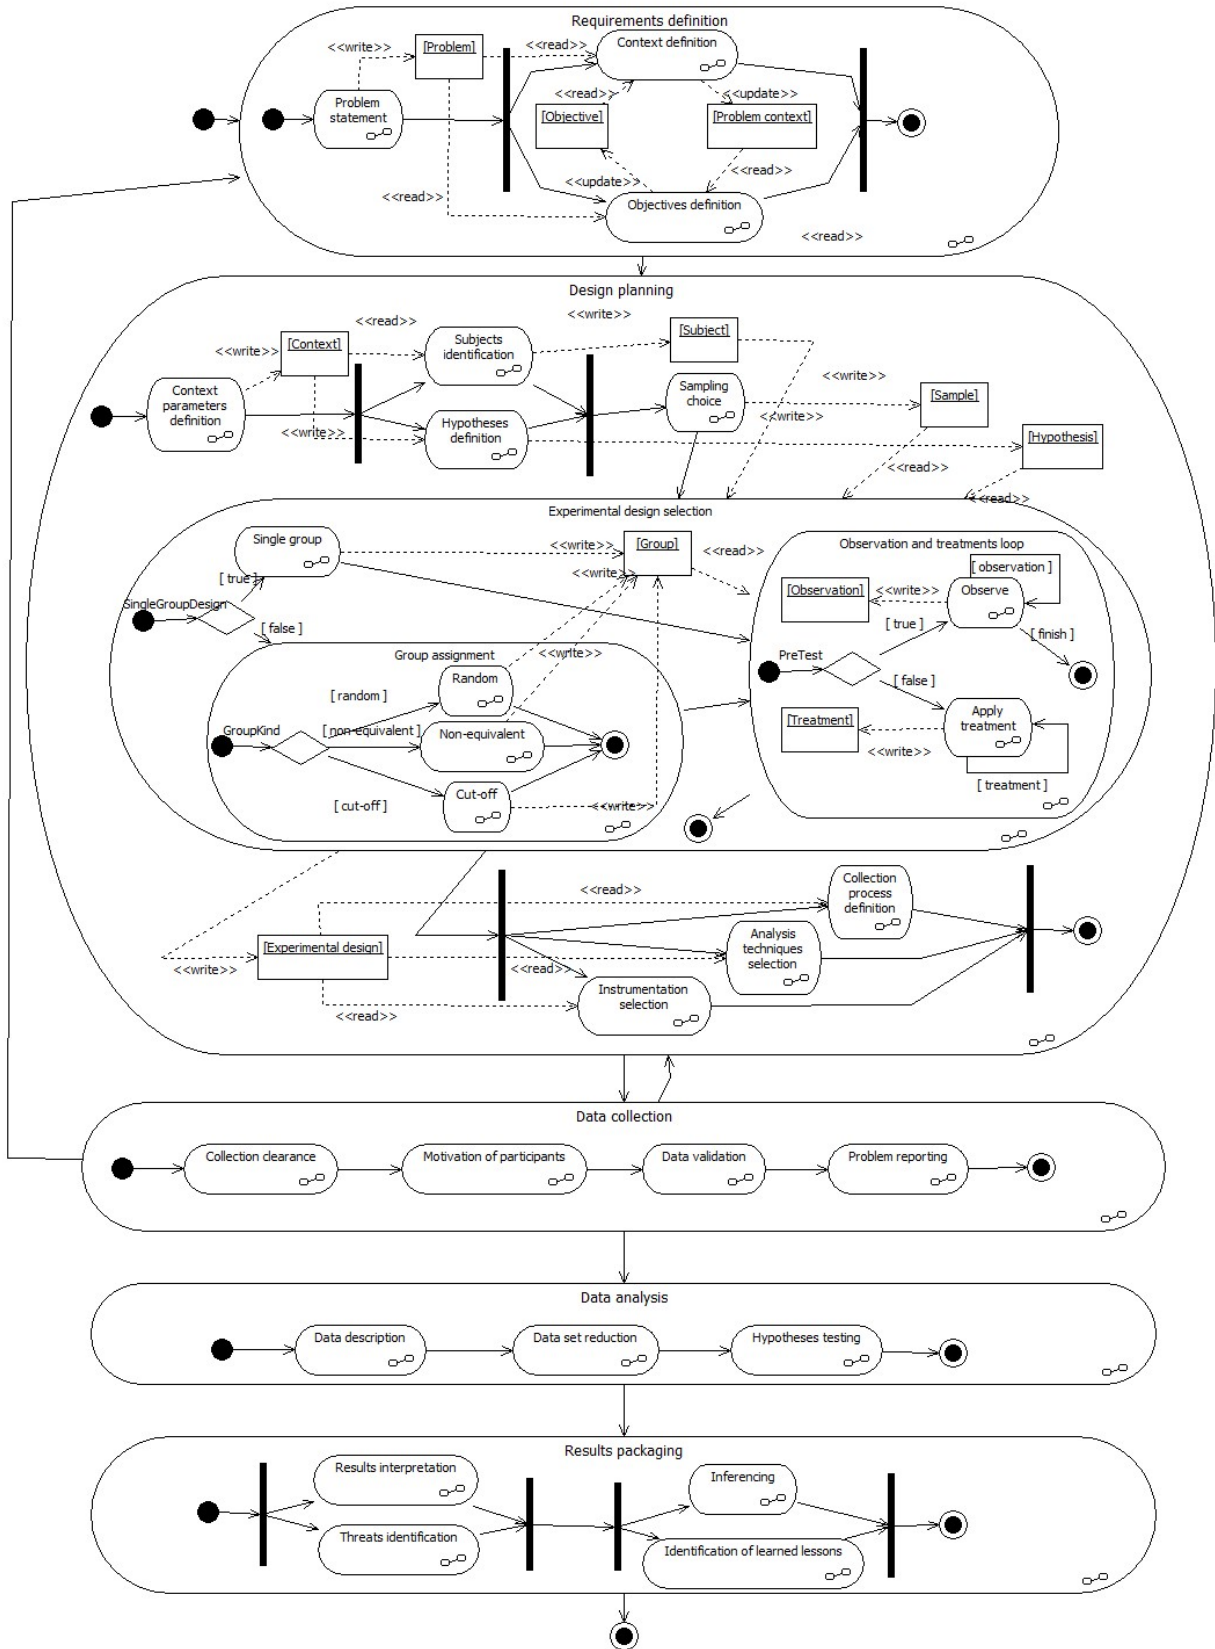 Requirements definition
<<write>>
[Problem]
<<read>>
Context definition
<<read>>
<<update>>
Problem
statement
[Objective]
[Problem context]
<<update>>
<<read>>
<<read>>
Objectives definition
<<read>>
Design planning
<<write>>
<<read>>
[Subject]
[Context]
Subjects
identification
<<write>>
<<write>>
Context
parameters
definition
Sampling
choice
[Sample]
<<write>>
Hypotheses
definition
<<write>>
[Hypothesis]
<<read>>
<<read>>
Experimental design selection
Single group
<<write>>
[Group]
<<read>>
Observation and treatments loop
[ observation ]
<<write>>
[ true ]
[Observation]
<<write>>
Observe
SingleGroupDesign
[ false ]
[ true ]
[ finish ]
<<write>>
Group assignment
PreTest
Random
[ false ]
[ random ]
[Treatment]
Apply
treatment
GroupKind
[ non-equivalent ]
Non-equivalent
<<write>>
[ treatment ]
Cut-off
[ cut-off ]
<<write>>
Collection
process
definition
<<read>>
[Experimental design]
Analysis
techniques
selection
<<write>>
<<read>>
Instrumentation
selection
<<read>>
Data collection
Collection clearance
Motivation of participants
Data validation
Problem reporting
Data analysis
Data description
Data set reduction
Hypotheses testing
Results packaging
Results interpretation
Inferencing
Threats identification
Identification of learned lessons